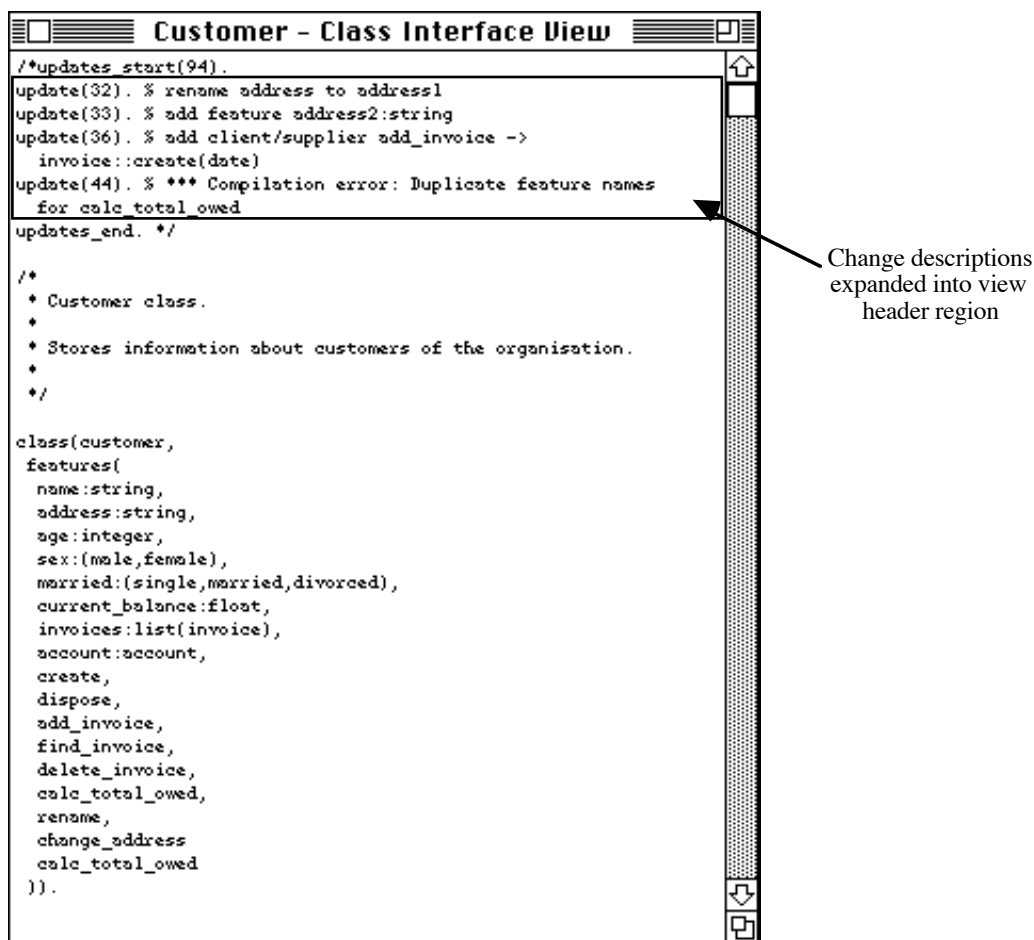 Customer - Class Interface View
/*updates_start(94).
update(32). % rename address to address1
update(33). % add feature address2:string
update(36). % add client/supplier add_invoice ->
invoice::create(date)
update(44). % *** Compilation error: Duplicate feature names
for calc_total_owed
updates_end. */
Change descriptions
expanded into view
header region
/*
* Customer class.
*
* Stores information about customers of the organisation.
*
*/
class(customer,
features(
name:string,
address:string,
age:integer,
sex:(male,female),
married:(single,married,divorced),
current_balance:float,
invoices:list(invoice),
account:account,
create,
dispose,
add_invoice,
find_invoice,
delete_invoice,
calc_total_owed,
rename,
change_address
calc_total_owed
)).